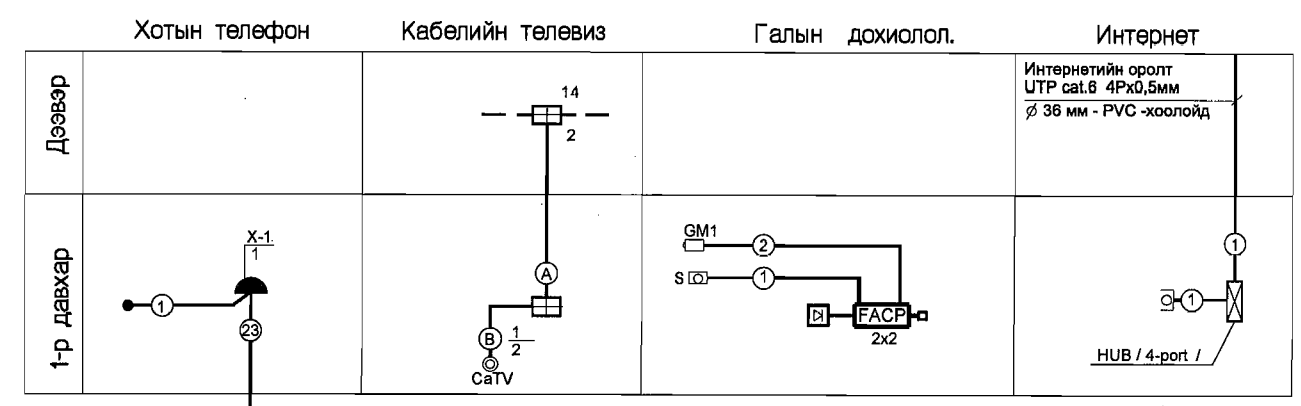 Хотын телефон
Кабелийн телевиз
Галын дохиолол.
Интернет
Дээвэр
14
2
Интернетийн оролт
UTP cat.6 4Px0,5мм
Ø 36 мм - PVC -хоолойд
1-р давхар
X-1
1
1
23
A
B
1
2
CaTV
GM1
2
S
1
FACP
2x2
1
1
HUB / 4-port /